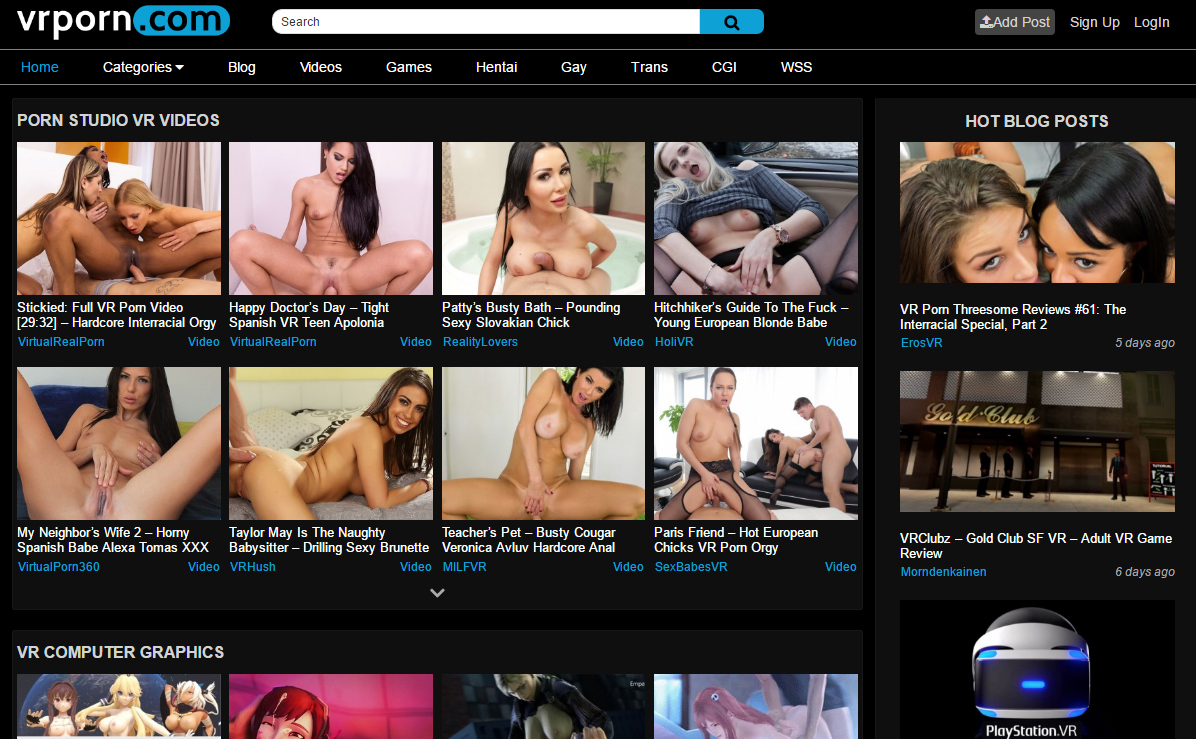 vrporn.com
Search
Add Post
Sign Up
LogIn
Home
Categories
Blog
Videos
Games
Hentai
Gay
Trans
CGI
WSS
PORN STUDIO VR VIDEOS
Stickied: Full VR Porn Video
[29:32] – Hardcore Interracial Orgy
VirtualRealPorn
Video
Happy Doctor's Day – Tight
Spanish VR Teen Apolonia
VirtualRealPorn
Video
Patty's Busty Bath – Pounding
Sexy Slovakian Chick
RealityLovers
Video
Hitchhiker's Guide To The Fuck –
Young European Blonde Babe
HoliVR
Video
My Neighbor's Wife 2 – Horny
Spanish Babe Alexa Tomas XXX
VirtualPorn360
Video
Taylor May Is The Naughty
Babysitter – Drilling Sexy Brunette
VRHush
Video
Teacher's Pet – Busty Cougar
Veronica Avluv Hardcore Anal
MILFVR
Video
Paris Friend – Hot European
Chicks VR Porn Orgy
SexBabesVR
Video
VR COMPUTER GRAPHICS
Empe
HOT BLOG POSTS
VR Porn Threesome Reviews #61: The
Interracial Special, Part 2
ErosVR
5 days ago
Gold Club
TUTORIAL
VRClubz – Gold Club SF VR – Adult VR Game
Review
Morndenkainen
6 days ago
PlayStation.VR